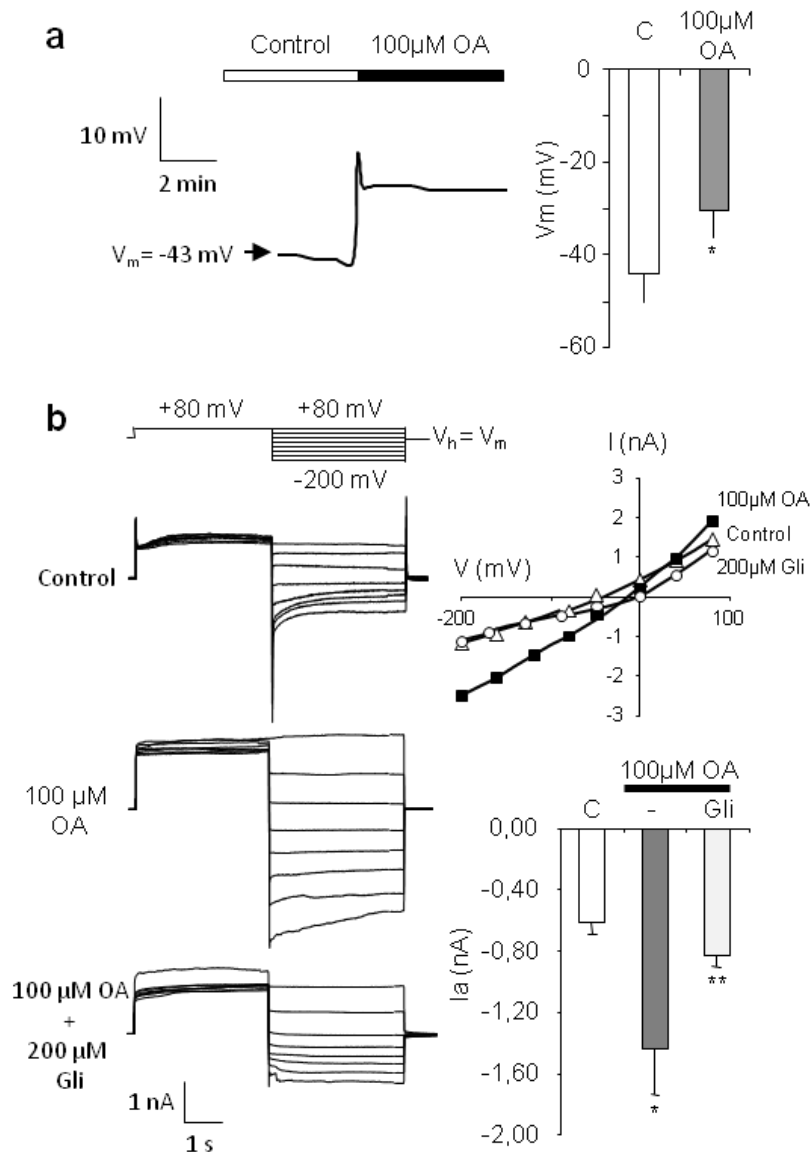 a
Control
100µM OA
10 mV
2 min
Vm= -43 mV
C
100µM
OA
0
-20
-40
-60
Vm (mV)
*
b
+80 mV
+80 mV
Vh= Vm
-200 mV
Control
100 µM
OA
100 µM OA
+
200 µM
Gli
1 nA
1 s
I (nA)
3
2
1
-1
-2
-3
V (mV)
-200
100
100µM OA
Control
200µM Gli
100µM OA
C
-
Gli
0,00
-0,40
-0,80
-1,20
-1,60
-2,00
Ia (nA)
*
**